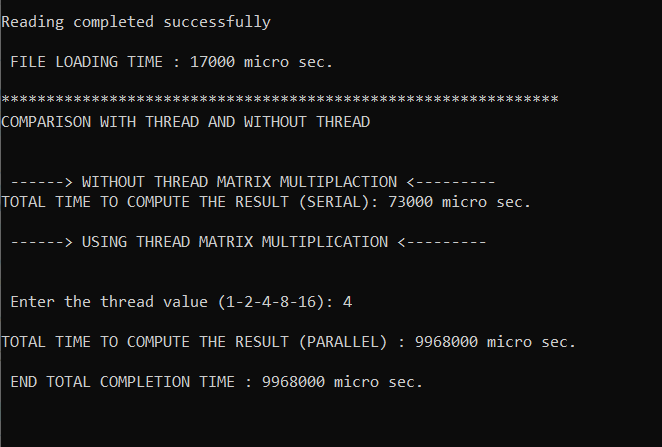 Reading completed successfully
FILE LOADING TIME : 17000 micro sec.
**************************************************************
COMPARISON WITH THREAD AND WITHOUT THREAD
------> WITHOUT THREAD MATRIX MULTIPLACTION <---------
TOTAL TIME TO COMPUTE THE RESULT (SERIAL): 73000 micro sec.
------> USING THREAD MATRIX MULTIPLICATION <---------
Enter the thread value (1-2-4-8-16): 4
TOTAL TIME TO COMPUTE THE RESULT (PARALLEL) : 9968000 micro sec.
END TOTAL COMPLETION TIME : 9968000 micro sec.